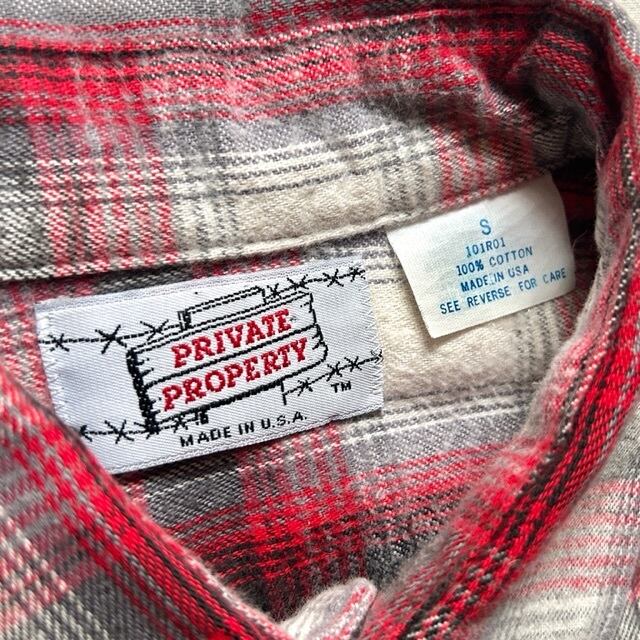 PRIVATE
PROPERTY
TM
MADE IN U.S.A.
S
101R01
100% COTTON
MADE IN USA
SEE REVERSE FOR CARE